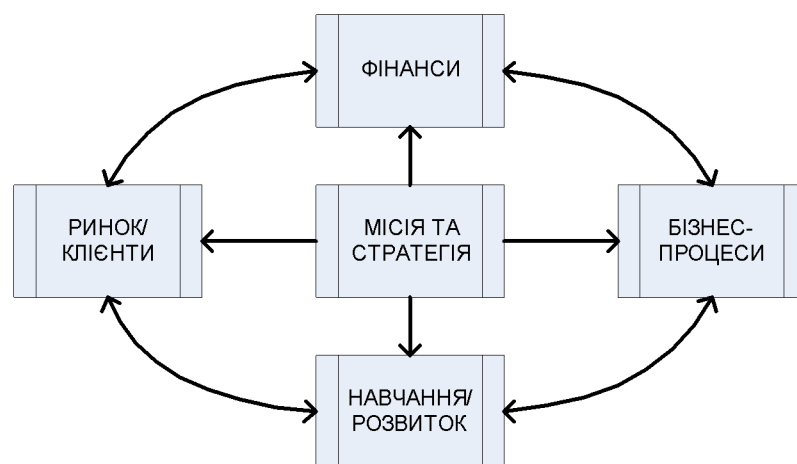 ФІНАНСИ
РИНОК/
КЛІЄНТИ
МІСІЯ ТА
СТРАТЕГІЯ
БІЗНЕС-
ПРОЦЕСИ
НАВЧАННЯ/
РОЗВИТОК